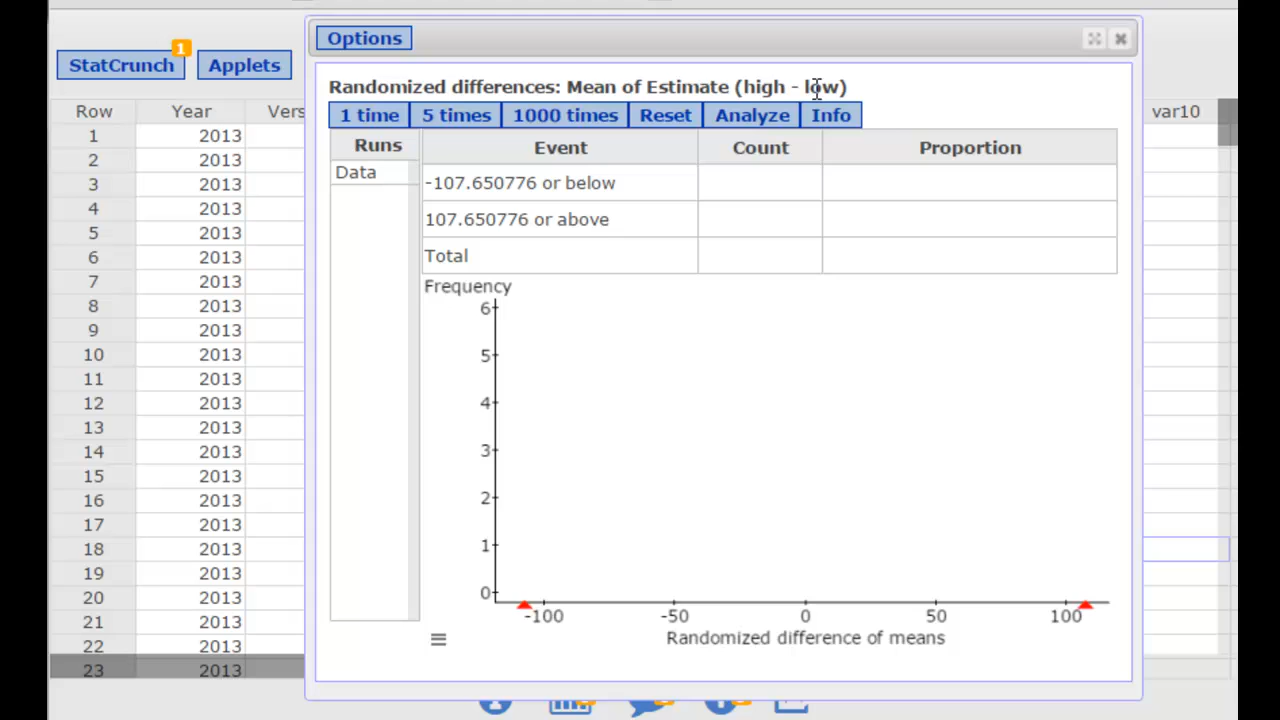 Options
1
StatCrunch Applets
Randomized differences: Mean of Estimate (high - low)
1 time 5 times 1000 times Reset Analyze Info
Row Year Vers var10
Runs Event Count Proportion
Data
-107.650776 or below
107.650776 or above
Total
Frequency
6
5
4
3
2
1
0
-100 -50 0 50 100
Randomized difference of means
1 2013
2 2013
3 2013
4 2013
5 2013
6 2013
7 2013
8 2013
9 2013
10 2013
11 2013
12 2013
13 2013
14 2013
15 2013
16 2013
17 2013
18 2013
19 2013
20 2013
21 2013
22 2013
23 2013